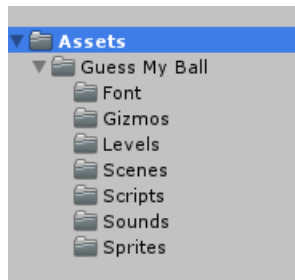 Assets
Guess My Ball
Font
Gizmos
Levels
Scenes
Scripts
Sounds
Sprites